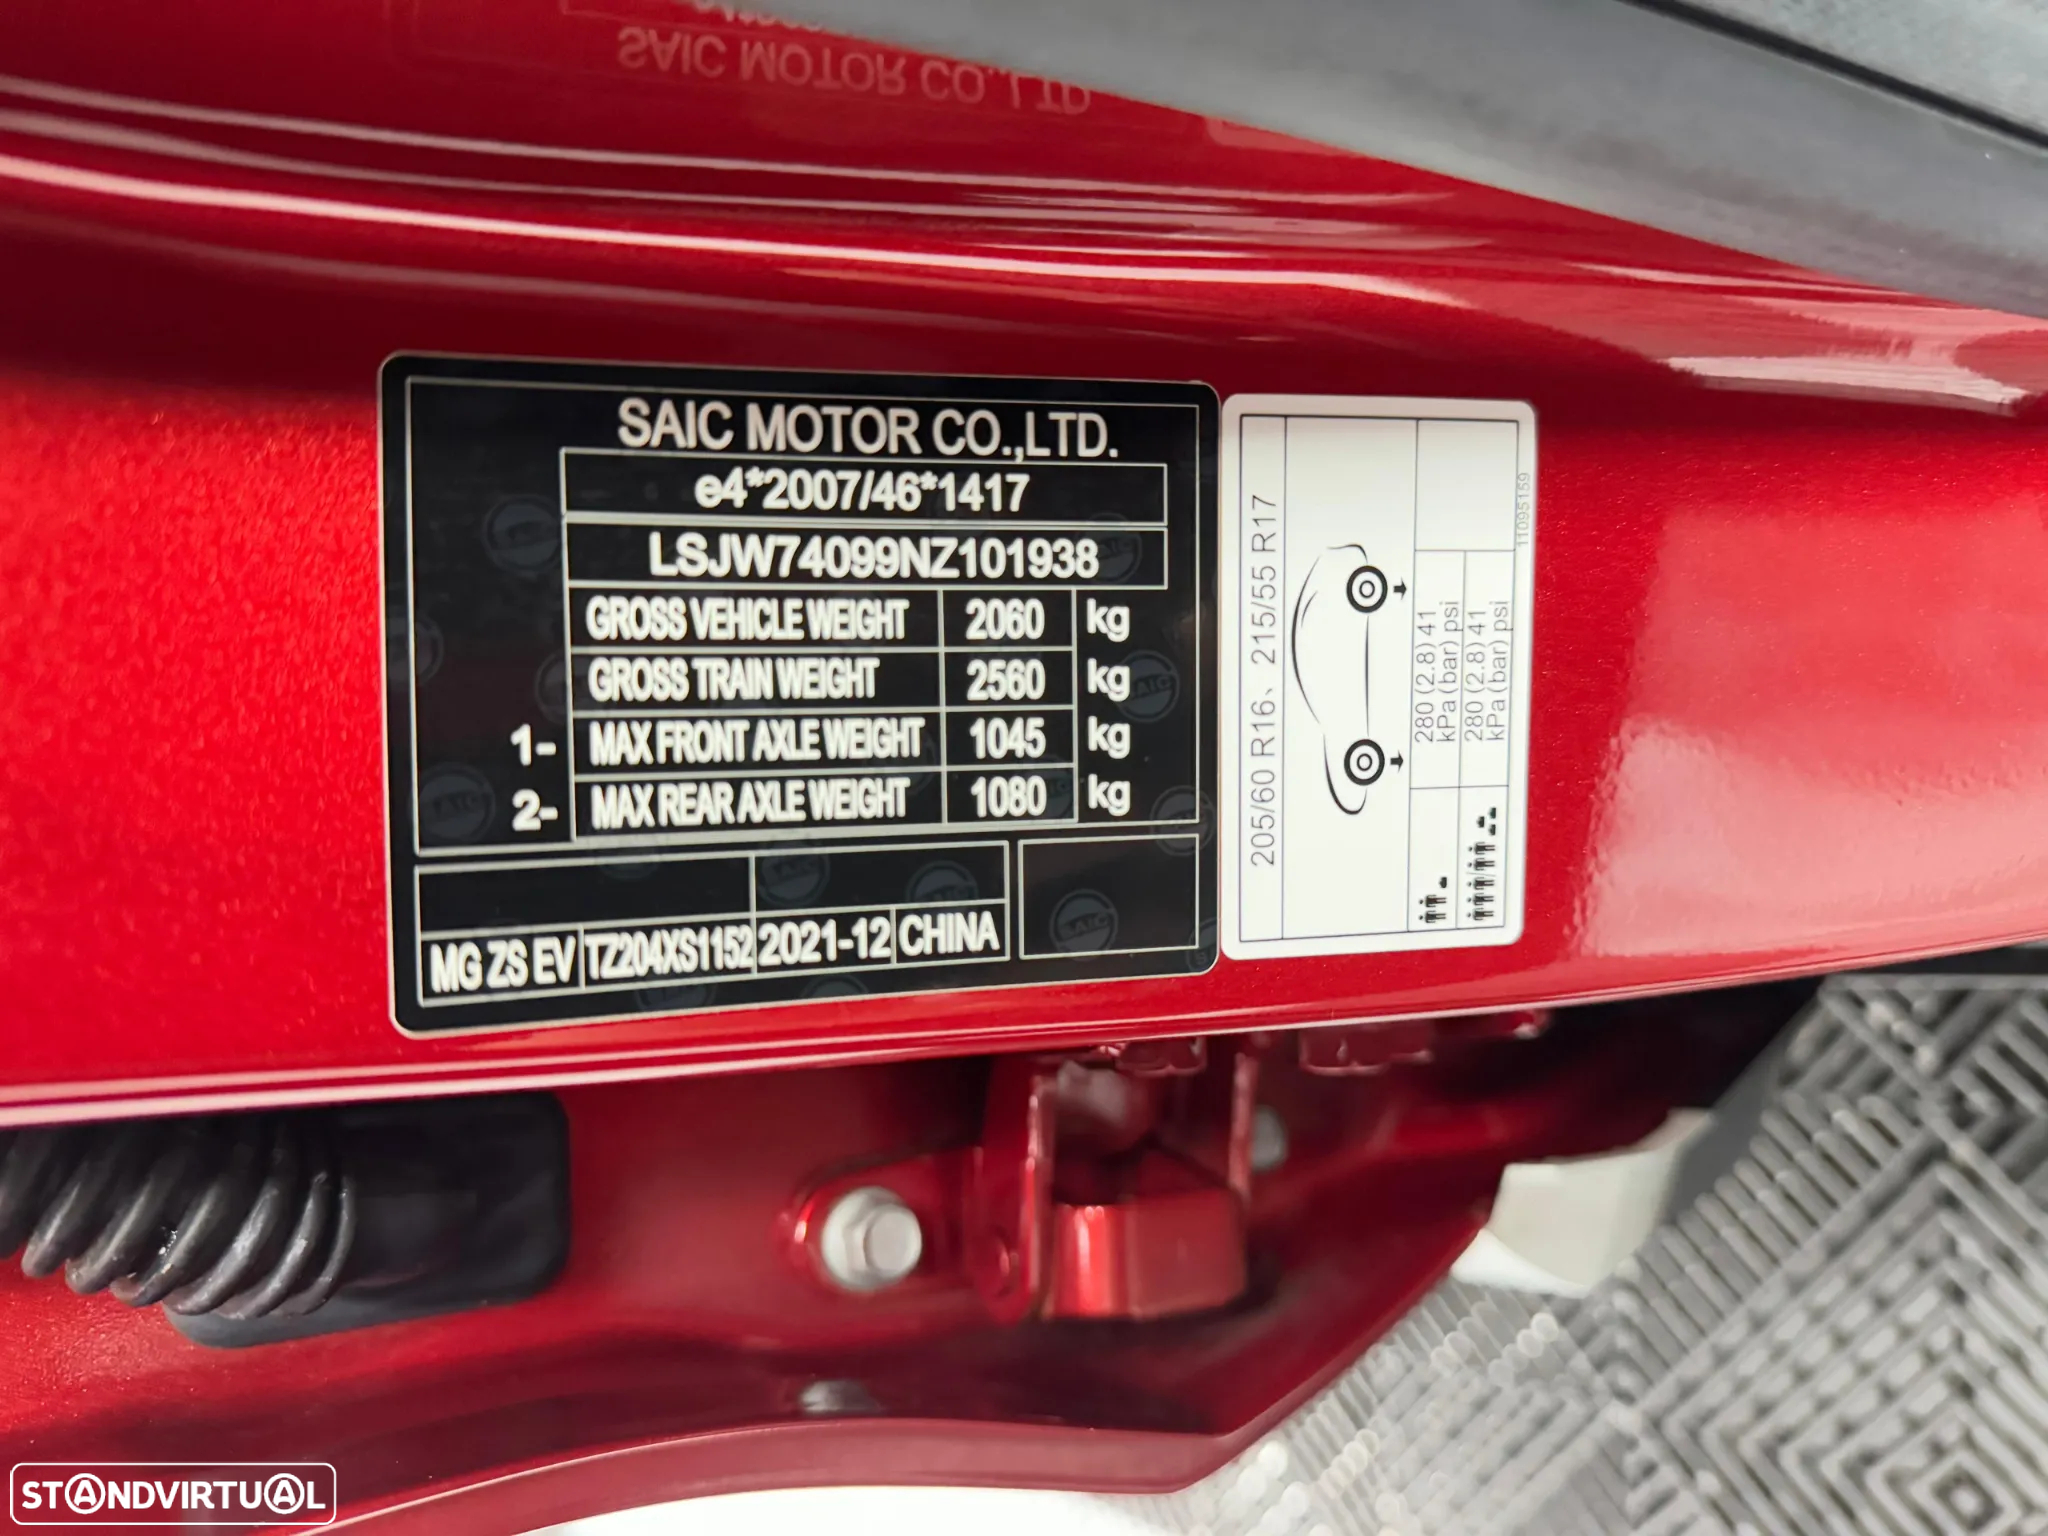 SAIC MOTOR CO.,LTD
SAIC MOTOR CO.,LTD.
e4*2007/46*1417
LSJW74099NZ101938
GROSS VEHICLE WEIGHT 2060 kg
GROSS TRAIN WEIGHT 2560 kg
1- MAX FRONT AXLE WEIGHT 1045 kg
2- MAX REAR AXLE WEIGHT 1080 kg
MG ZS EV TZ204XS1152 2021-12 CHINA
205/60 R16、215/55 R17
280 (2.8) 41
kPa (bar) psi
280 (2.8) 41
kPa (bar) psi
11095159
STANDVIRTUAL